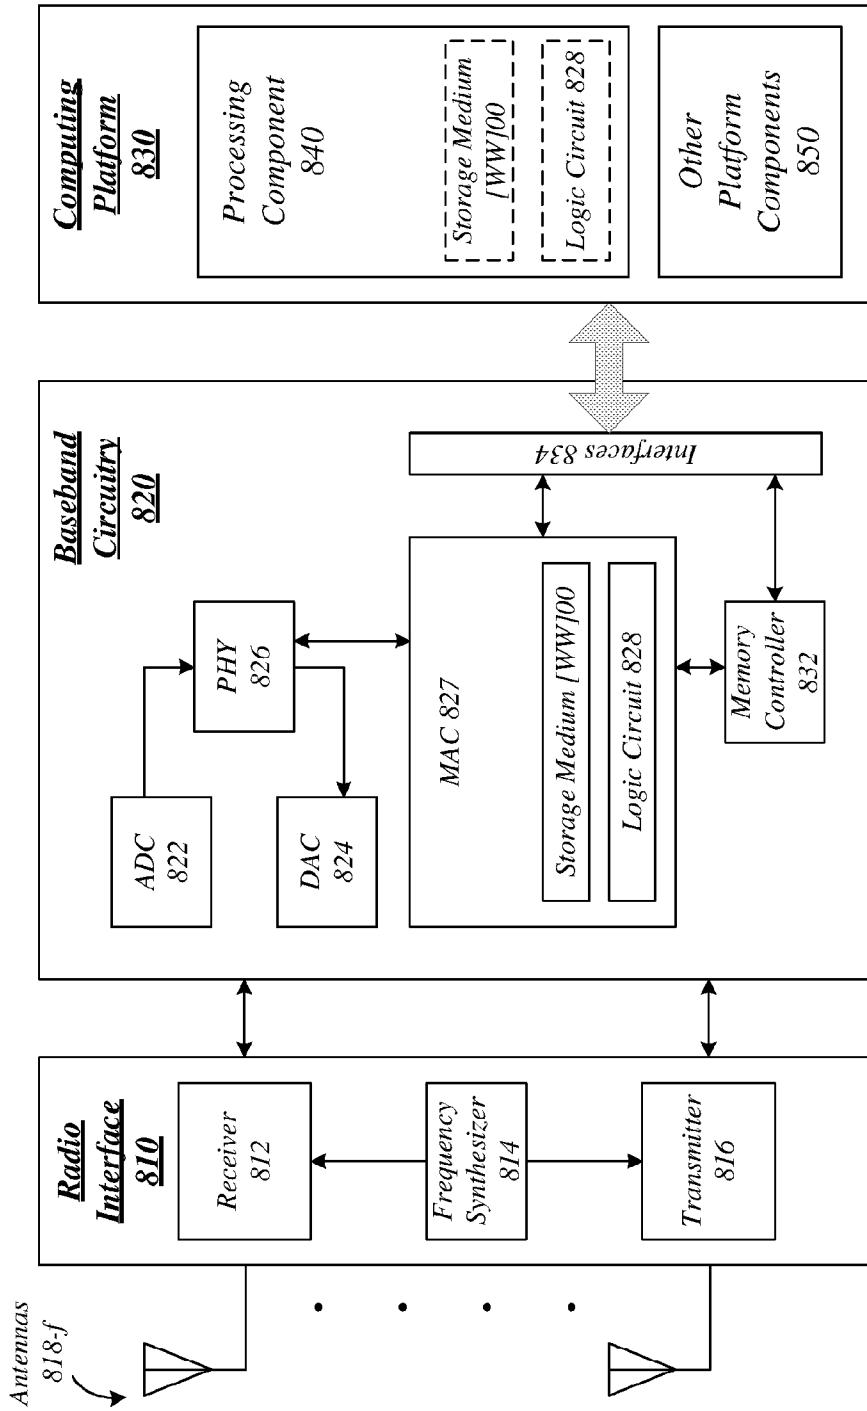 Antennas
818-f
Radio
Interface
810
Receiver
812
Frequency
Synthesizer
814
Transmitter
816
Baseband
Circuitry
820
ADC
822
DAC
824
PHY
826
MAC 827
Storage Medium [WW]00
Logic Circuit 828
Memory
Controller
832
Interfaces 834
Computing
Platform
830
Processing
Component
840
Storage Medium
[WW]00
Logic Circuit 828
Other
Platform
Components
850